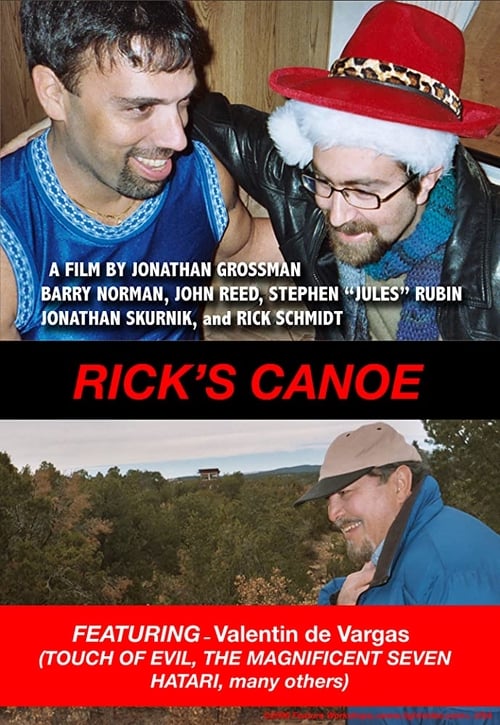 A FILM BY JONATHAN GROSSMAN
BARRY NORMAN, JOHN REED, STEPHEN “JULES” RUBIN
JONATHAN SKURNIK, and RICK SCHMIDT
RICK'S CANOE
FEATURING - Valentin de Vargas
(TOUCH OF EVIL, THE MAGNIFICENT SEVEN
HATARI, many others)